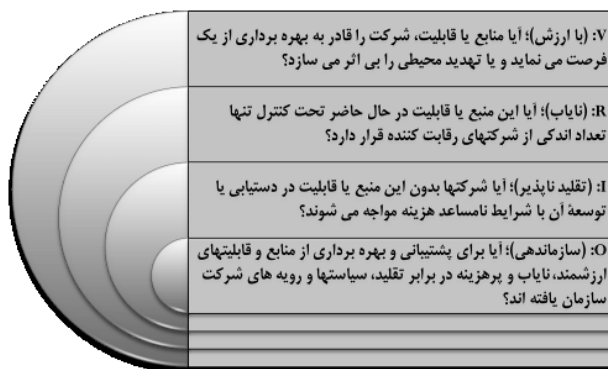 V: (با ارزش)؛ آیا منابع یا قابلیت، شرکت را قادر به بهره برداری از یک
فرصت می نماید و یا تهدید محیطی را بی اثر می سازد؟
R: (نایاب)؛ آیا این منبع یا قابلیت در حال حاضر تحت کنترل تنها
تعداد اندکی از شرکتهای رقابت کننده قرار دارد؟
I: (تقلید ناپذیر)؛ آیا شرکتها بدون این منبع یا قابلیت در دستیابی یا
توسعۀ آن با شرایط نامساعد هزینه مواجه می شوند؟
O: (سازماندهی)؛ آیا برای پشتیبانی و بهره برداری از منابع و قابلیتهای
ارزشمند، نایاب و پرهزینه در برابر تقلید، سیاستها و رویه های شرکت
سازمان یافته اند؟